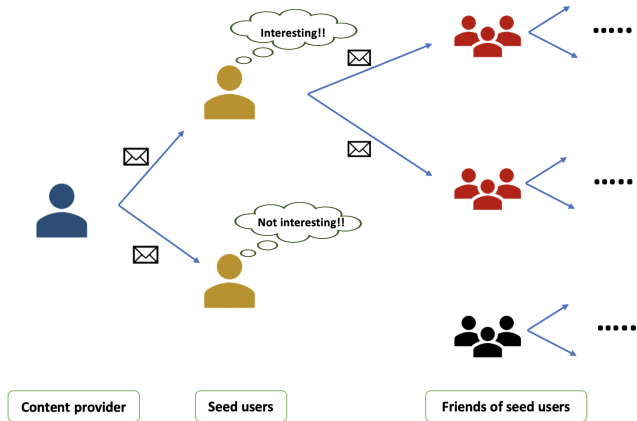 Interesting!!
Not interesting!!
Content provider
Seed users
Friends of seed users